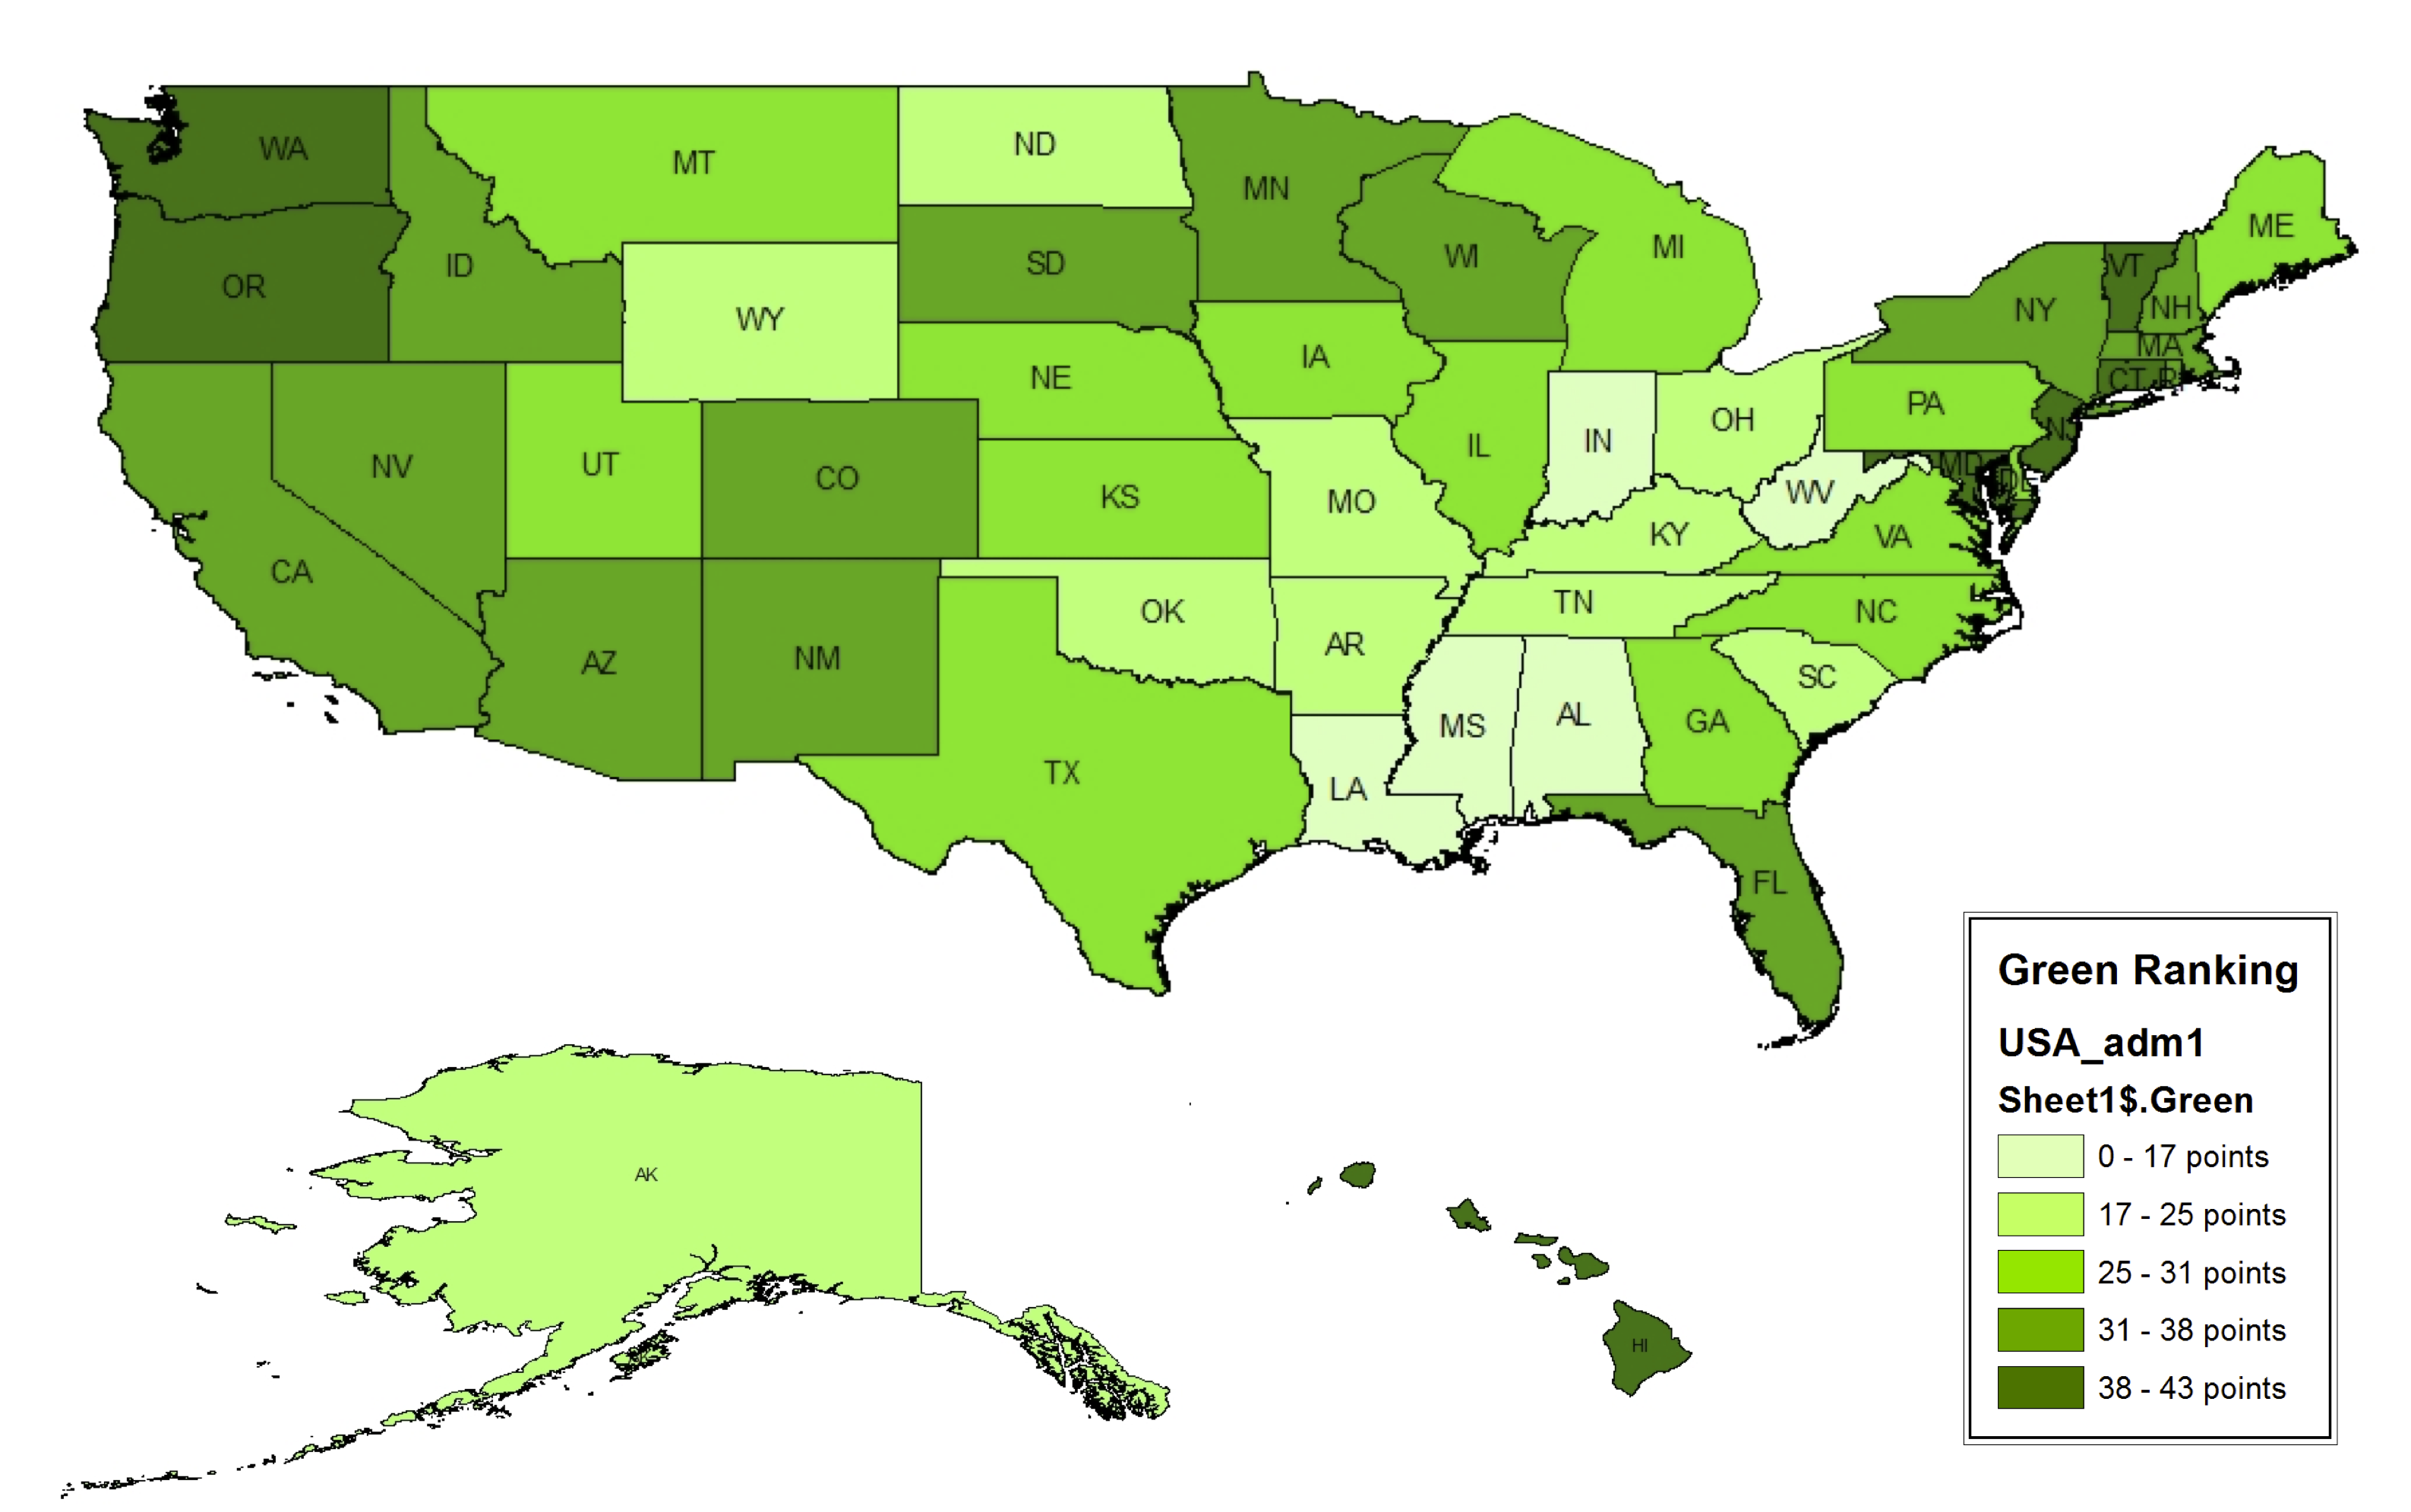 WA
MT
ND
MN
ME
OR
ID
SD
WI
MI
VT
NY
NH
WY
NE
IA
MA
CT
PA
NV
UT
CO
KS
IL
IN
OH
NJ
MD
DE
CA
MO
WV
KY
VA
AZ
NM
OK
AR
TN
NC
SC
TX
MS
AL
GA
LA
FL
AK
HI
Green Ranking
USA_adm1
Sheet1$.Green
0 - 17 points
17 - 25 points
25 - 31 points
31 - 38 points
38 - 43 points